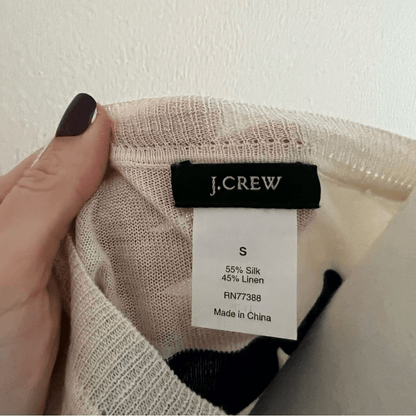 J.CREW
S
55% Silk
45% Linen
RN77388
Made in China